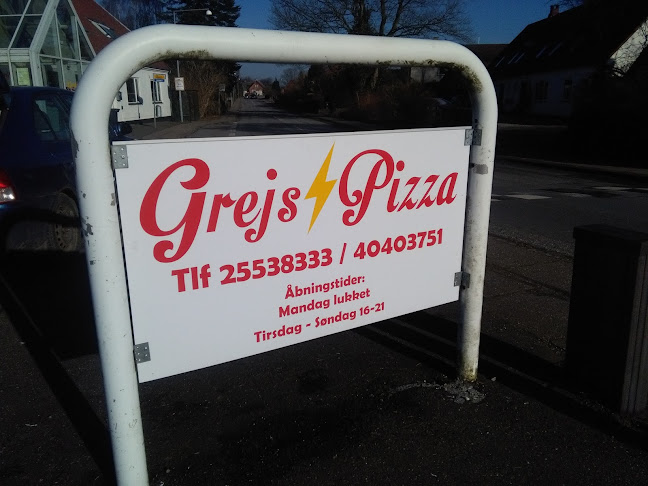 Grejs Pizza
Tlf 25538333 / 40403751
Åbningstider:
Mandag lukket
Tirsdag - Søndag 16-21